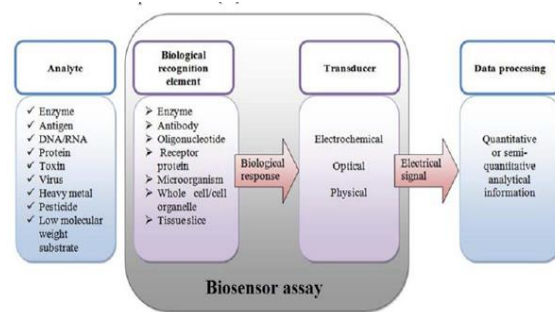 Analyte
Enzyme
Antigen
DNA/RNA
Protein
Toxin
Virus
Heavy metal
Pesticide
Low molecular
weight
substrate
Biological
recognition
element
Enzyme
Antibody
Oligonucleotide
Receptor
protein
Microorganism
Whole cell/cell
organelle
Tissue slice
Biological
response
Transducer
Electrochemical
Optical
Physical
Electrical
signal
Data processing
Quantitative
or semi-
quantitative
analytical
information
Biosensor assay